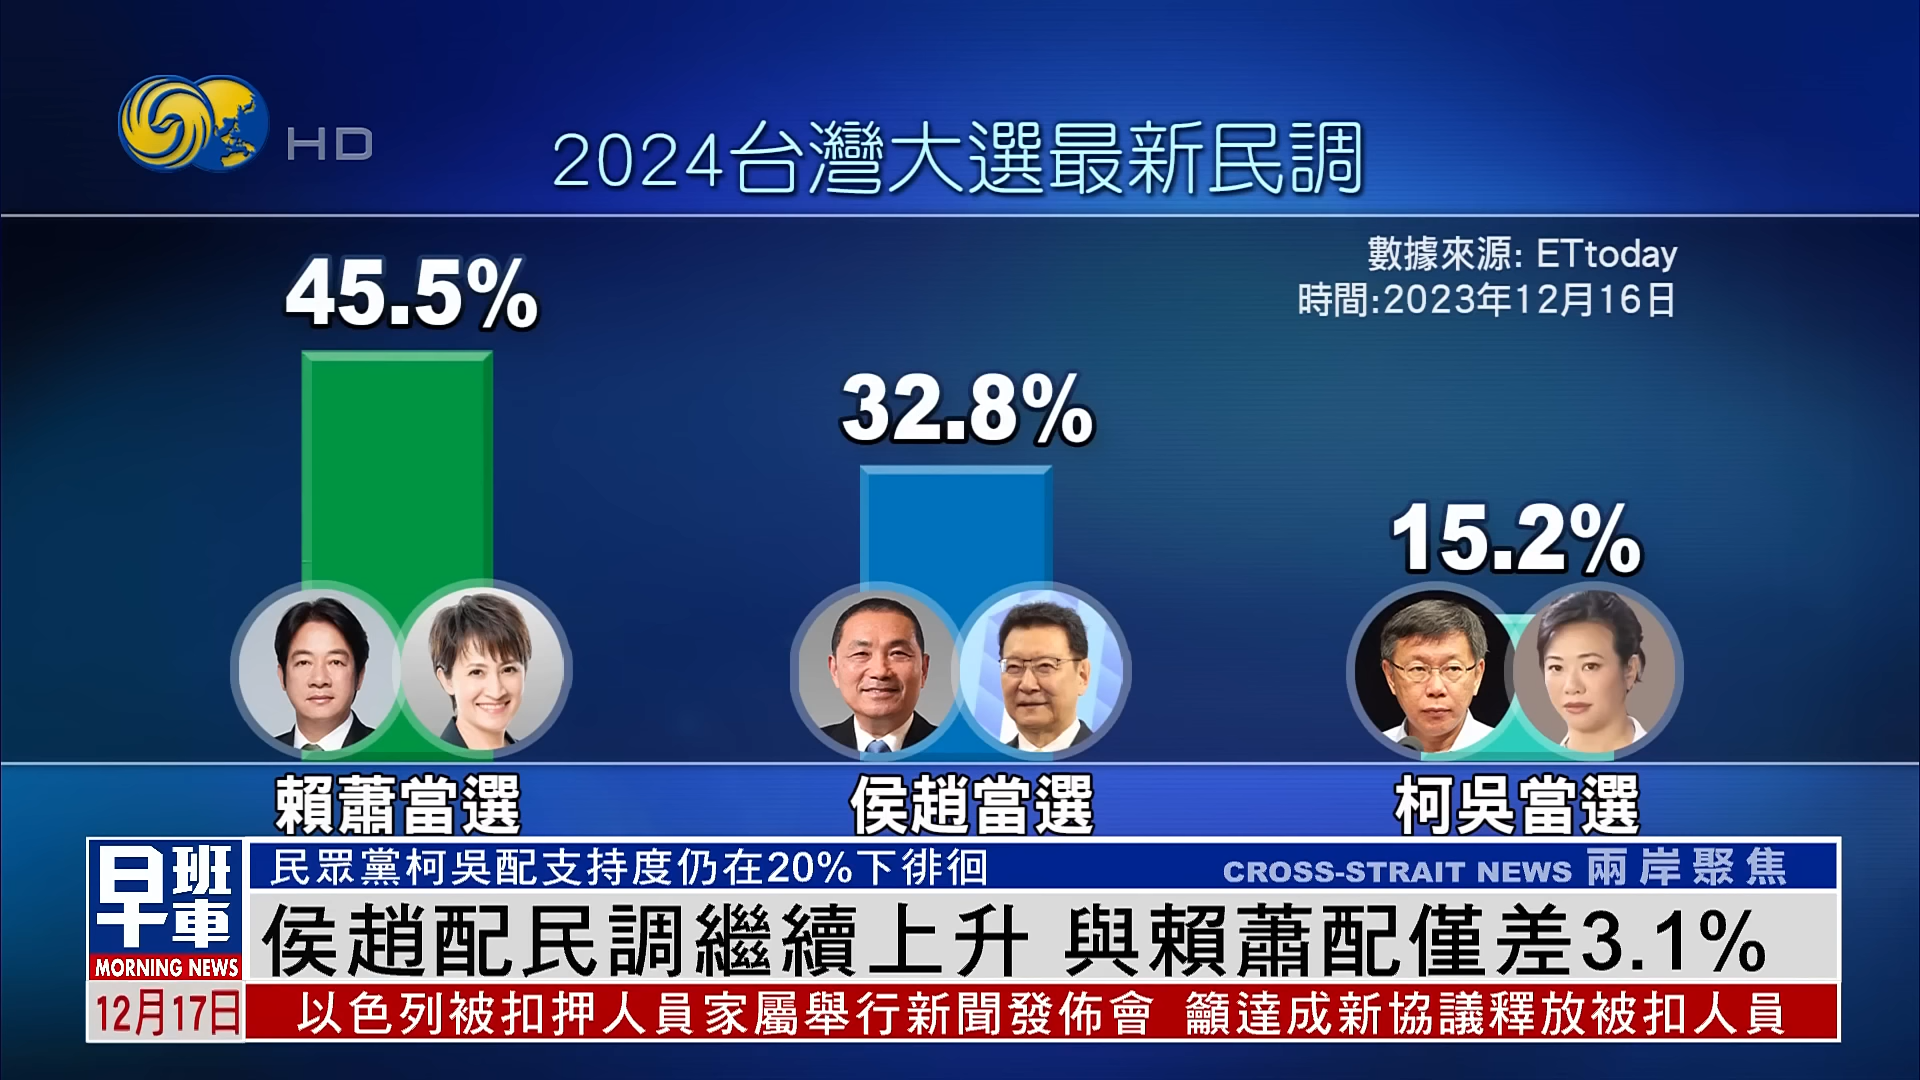 HD
2024台灣大選最新民調
數據來源: ETtoday
時間:2023年12月16日
45.5%
32.8%
15.2%
賴蕭當選
侯趙當選
柯吳當選
早班車
MORNING NEWS
12月17日
民眾黨柯吳配支持度仍在20%下徘徊
CROSS-STRAIT NEWS 兩岸聚焦
侯趙配民調繼續上升 與賴蕭配僅差3.1%
以色列被扣押人員家屬舉行新聞發佈會 籲達成新協議釋放被扣人員